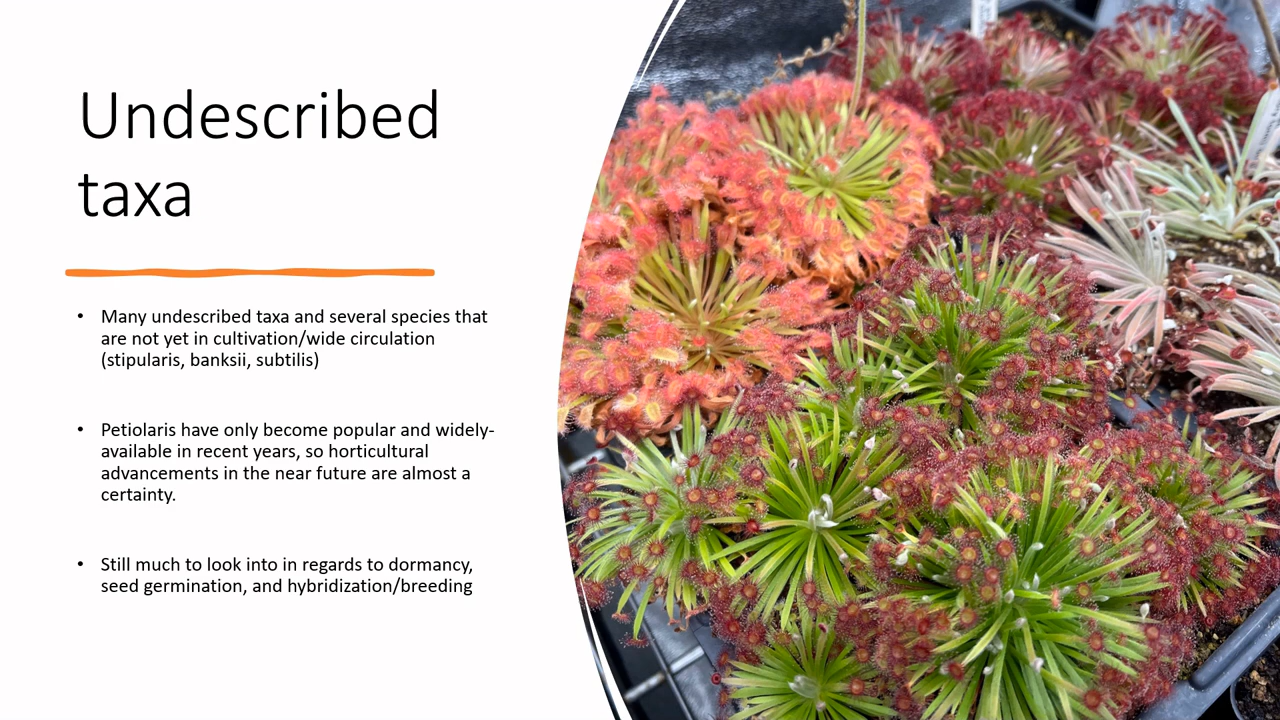 Undescribed
taxa
• Many undescribed taxa and several species that
are not yet in cultivation/wide circulation
(stipularis, banksii, subtilis)
• Petiolaris have only become popular and widely-
available in recent years, so horticultural
advancements in the near future are almost a
certainty.
• Still much to look into in regards to dormancy,
seed germination, and hybridization/breeding